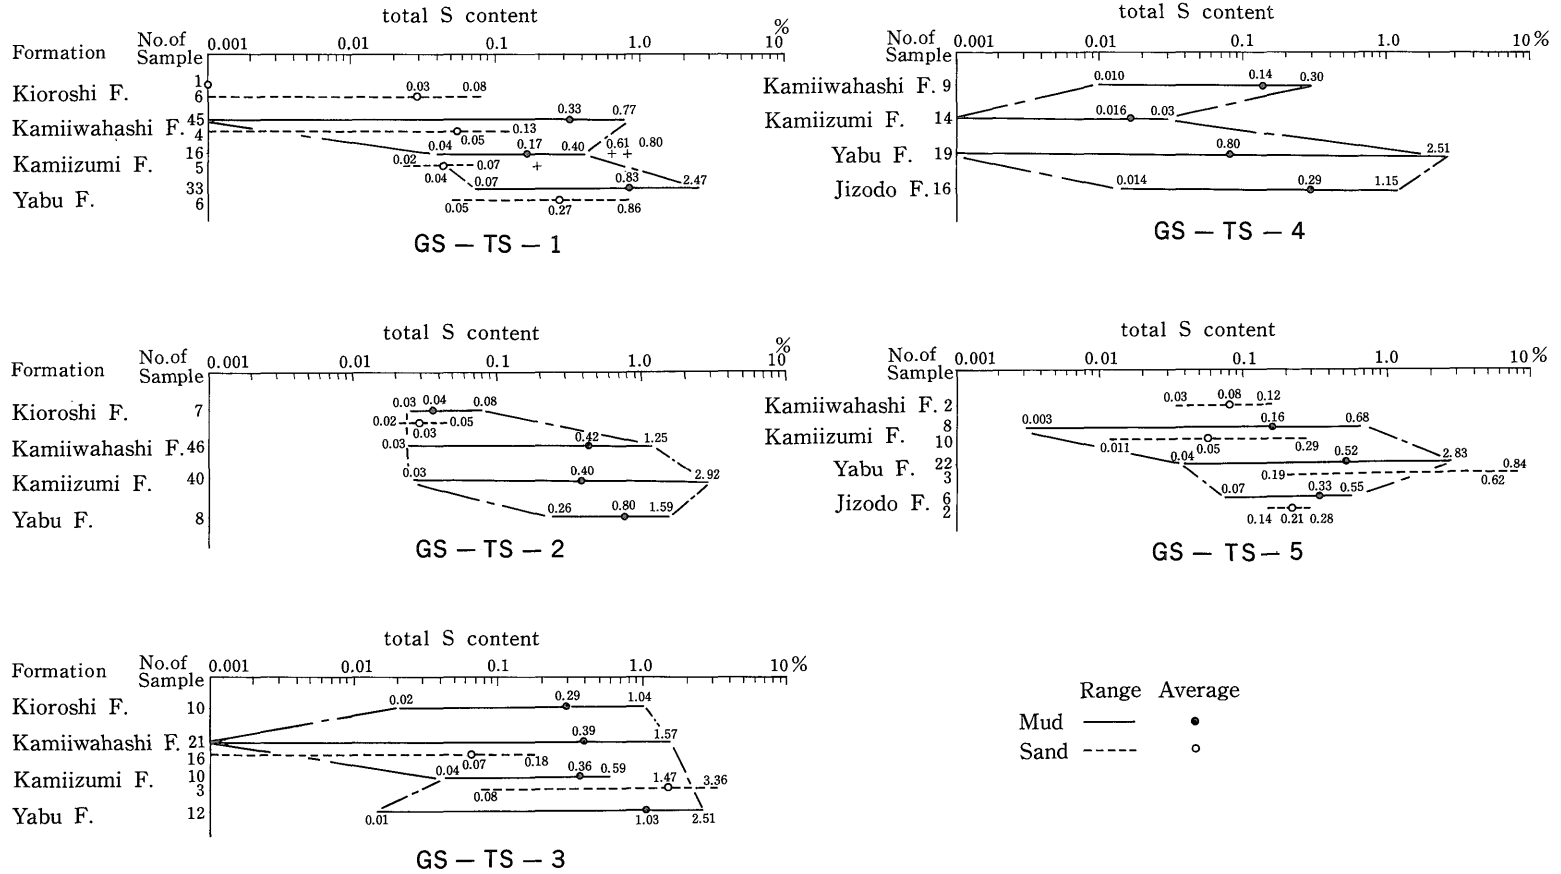 total S content
No.of 0.001 0.01 0.1 1.0 10 %
Formation Sample
1
Kioroshi F. 6 0.03 0.08
45 0.33 0.77
Kamiiwahashi F. 4 0.05 0.13
16 0.04 0.17 0.40 0.61 0.80
Kamiizumi F. 5 0.02 0.04 0.07
33 0.07 0.83 2.47
Yabu F. 6 0.05 0.27 0.86
GS – TS – 1
total S content
No.of 0.001 0.01 0.1 1.0 10 %
Formation Sample
Kioroshi F. 7 0.03 0.04 0.08
0.02 0.03 0.05
Kamiiwahashi F. 46 0.03 0.42 1.25
Kamiizumi F. 40 0.03 0.40 2.92
Yabu F. 8 0.26 0.80 1.59
GS – TS – 2
total S content
No.of 0.001 0.01 0.1 1.0 10 %
Formation Sample
Kioroshi F. 10 0.02 0.29 1.04
Kamiiwahashi F. 21 0.39 1.57
16 0.07 0.18
Kamiizumi F. 10 0.04 0.36 0.59
3 0.08 1.47 3.36
Yabu F. 12 0.01 1.03 2.51
GS – TS – 3
total S content
No.of 0.001 0.01 0.1 1.0 10 %
Sample
Kamiiwahashi F. 9 0.010 0.14 0.30
Kamiizumi F. 14 0.016 0.03
Yabu F. 19 0.80 2.51
Jizodo F. 16 0.014 0.29 1.15
GS – TS – 4
total S content
No.of 0.001 0.01 0.1 1.0 10 %
Sample
Kamiiwahashi F. 2 0.03 0.08 0.12
8 0.003 0.16 0.68
Kamiizumi F. 10 0.011 0.05 0.29
22 0.04 0.52 2.83
Yabu F. 3 0.19 0.62 0.84
Jizodo F. 6 0.07 0.33 0.55
2 0.14 0.21 0.28
GS – TS – 5
Range Average
Mud
Sand